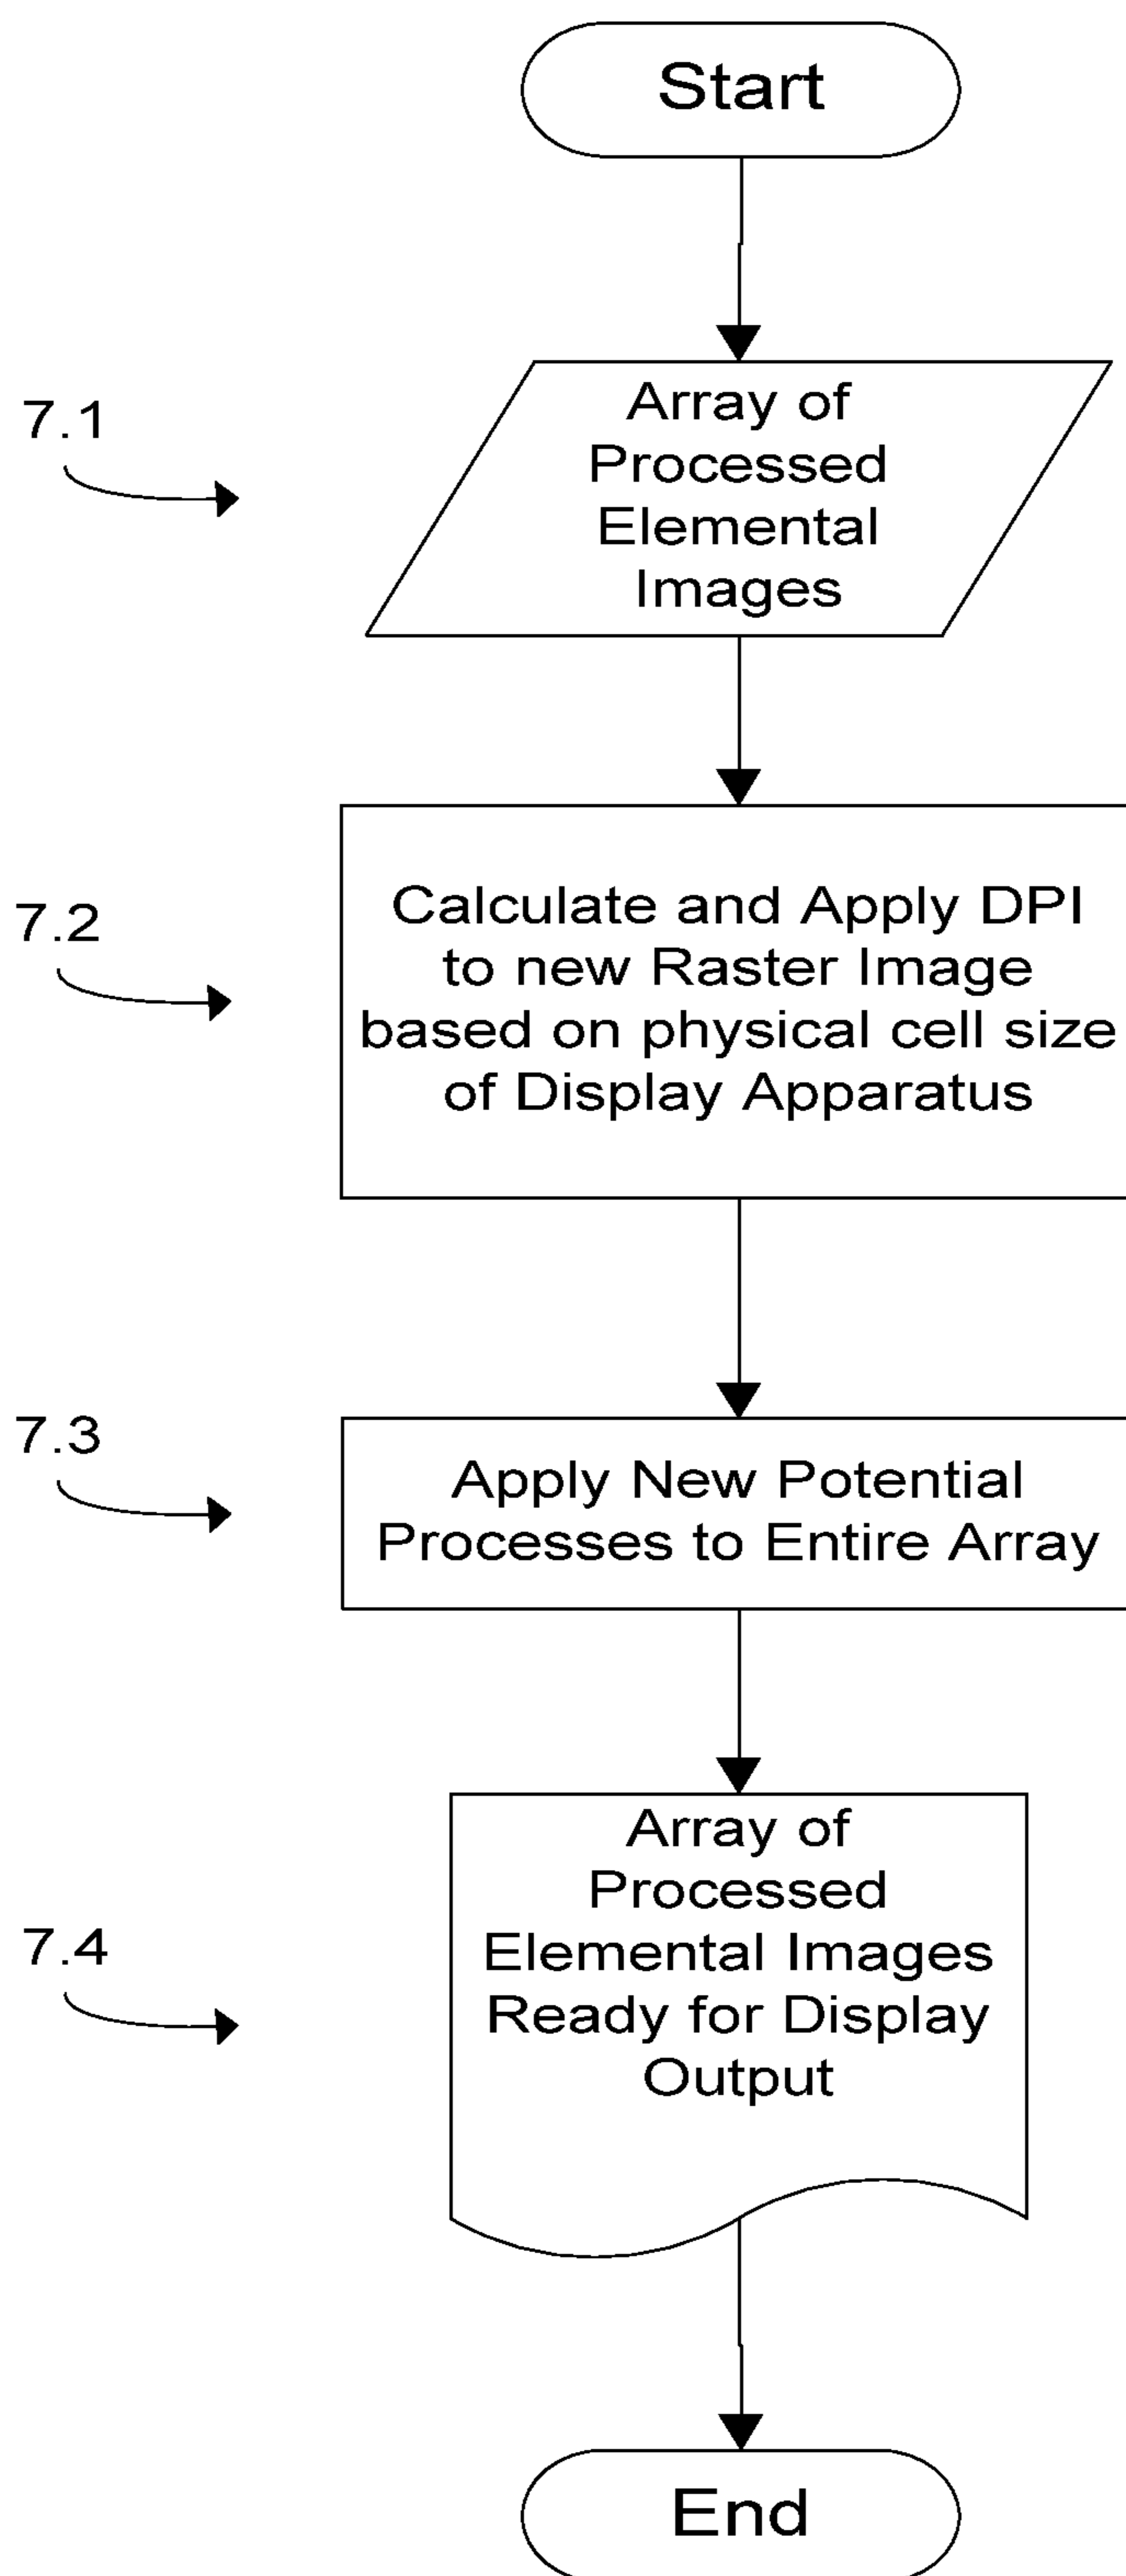 Start
7.1
Array of
Processed
Elemental
Images
7.2
Calculate and Apply DPI
to new Raster Image
based on physical cell size
of Display Apparatus
7.3
Apply New Potential
Processes to Entire Array
7.4
Array of
Processed
Elemental Images
Ready for Display
Output
End